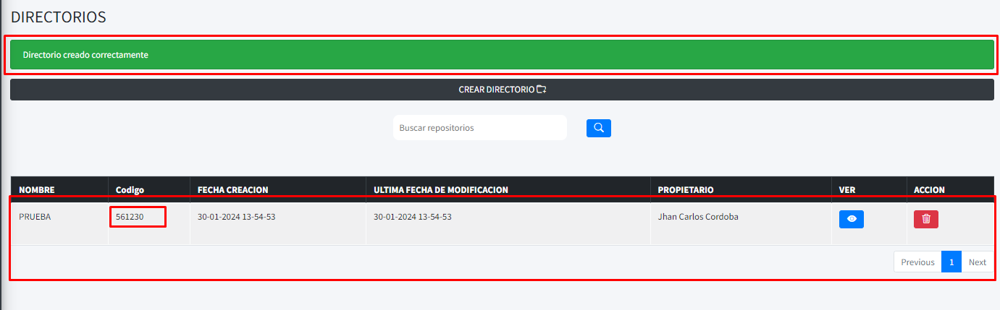 DIRECTORIOS
Directorio creado correctamente
CREAR DIRECTORIO
Buscar repositorios
NOMBRE Codigo FECHA CREACION ULTIMA FECHA DE MODIFICACION PROPIETARIO VER ACCION
PRUEBA 561230 30-01-2024 13-54-53 30-01-2024 13-54-53 Jhan Carlos Cordoba
Previous 1 Next